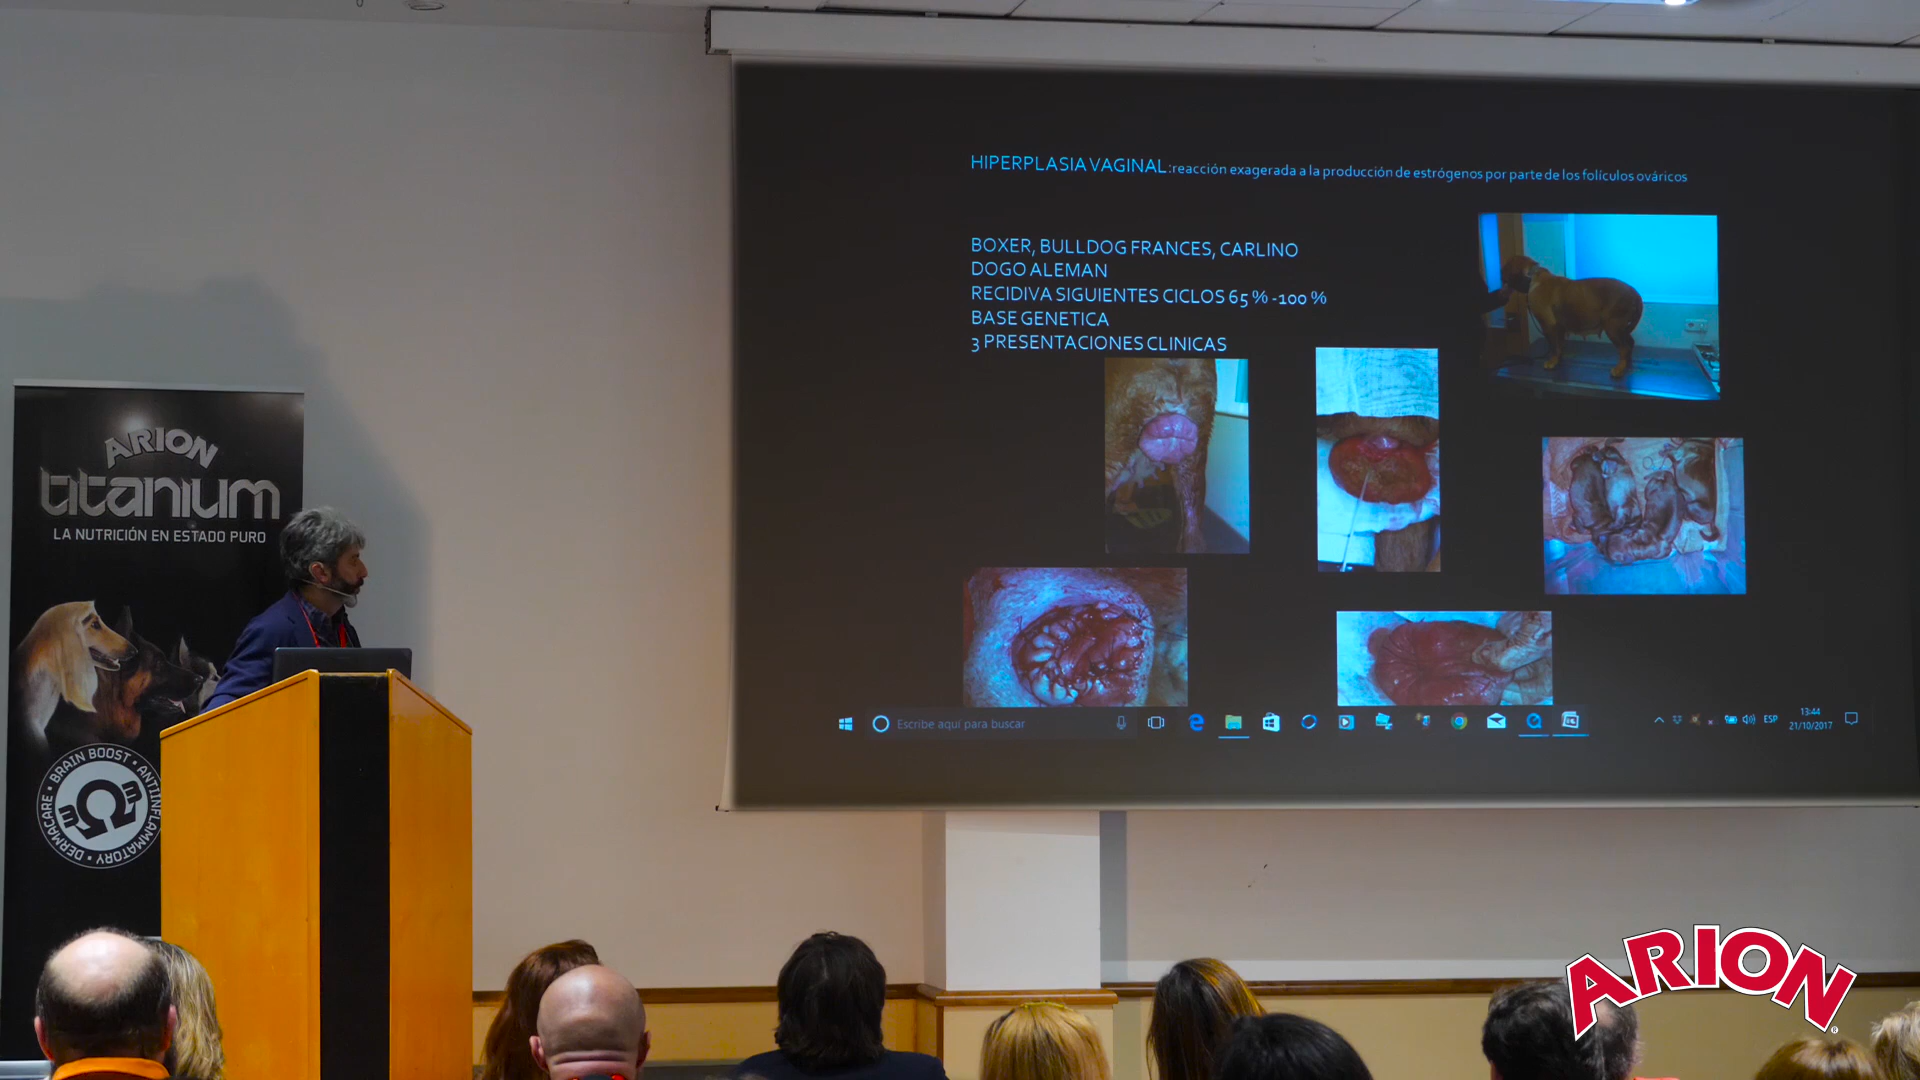 HIPERPLASIA VAGINAL:reacción exagerada a la producción de estrógenos por parte de los folículos ováricos
BOXER, BULLDOG FRANCES, CARLINO
DOGO ALEMAN
RECIDIVA SIGUIENTES CICLOS 65 % -100 %
BASE GENETICA
3 PRESENTACIONES CLINICAS
Escribe aquí para buscar
ESP
13:44
21/10/2017
ARION
titanium
LA NUTRICIÓN EN ESTADO PURO
BRAIN BOOST • ANTIINFLAMMATORY • DERMACARE •
3Ω3
ARION